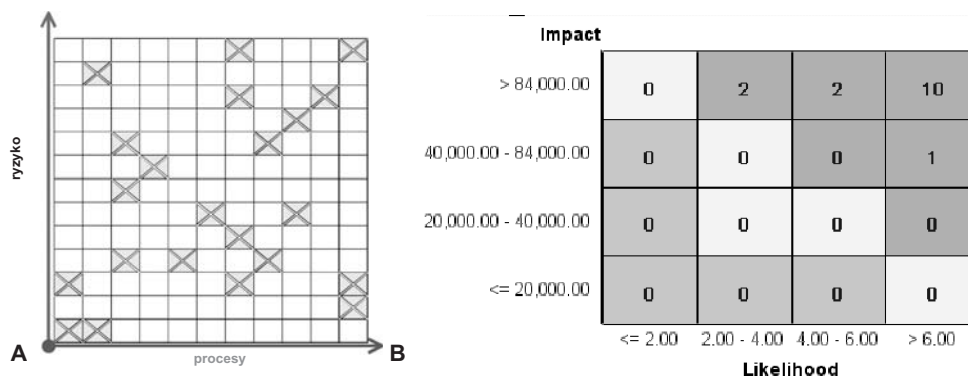 ryzyko
A
procesy
B
Impact
> 84,000.00
0 2 2 10
40,000.00 - 84,000.00
0 0 0 1
20,000.00 - 40,000.00
0 0 0 0
<= 20,000.00
0 0 0 0
<= 2.00 2.00 - 4.00 4.00 - 6.00 > 6.00
Likelihood